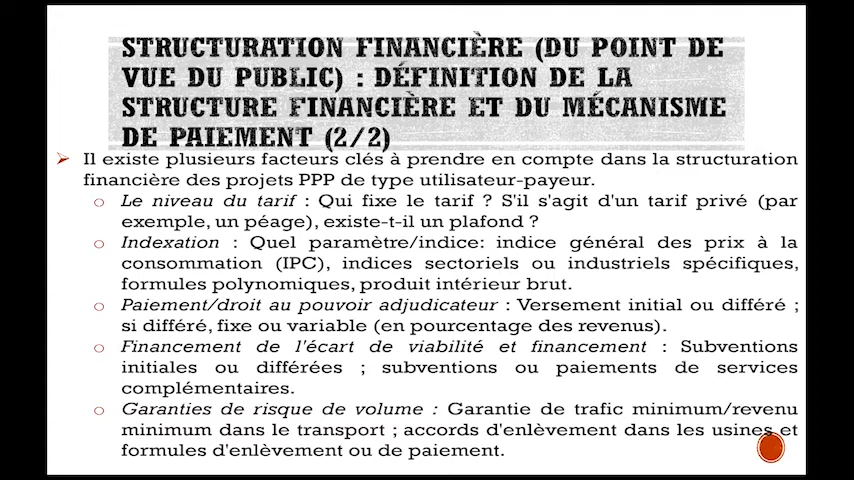 STRUCTURATION FINANCIÈRE (DU POINT DE
VUE DU PUBLIC) : DÉFINITION DE LA
STRUCTURE FINANCIÈRE ET DU MÉCANISME
DE PAIEMENT (2/2)
Il existe plusieurs facteurs clés à prendre en compte dans la structuration
financière des projets PPP de type utilisateur-payeur.
Le niveau du tarif : Qui fixe le tarif ? S'il s'agit d'un tarif privé (par
exemple, un péage), existe-t-il un plafond ?
Indexation : Quel paramètre/indice: indice général des prix à la
consommation (IPC), indices sectoriels ou industriels spécifiques,
formules polynomiques, produit intérieur brut.
Paiement/droit au pouvoir adjudicateur : Versement initial ou différé ;
si différé, fixe ou variable (en pourcentage des revenus).
Financement de l'écart de viabilité et financement : Subventions
initiales ou différées ; subventions ou paiements de services
complémentaires.
Garanties de risque de volume : Garantie de trafic minimum/revenu
minimum dans le transport ; accords d'enlèvement dans les usines et
formules d'enlèvement ou de paiement.